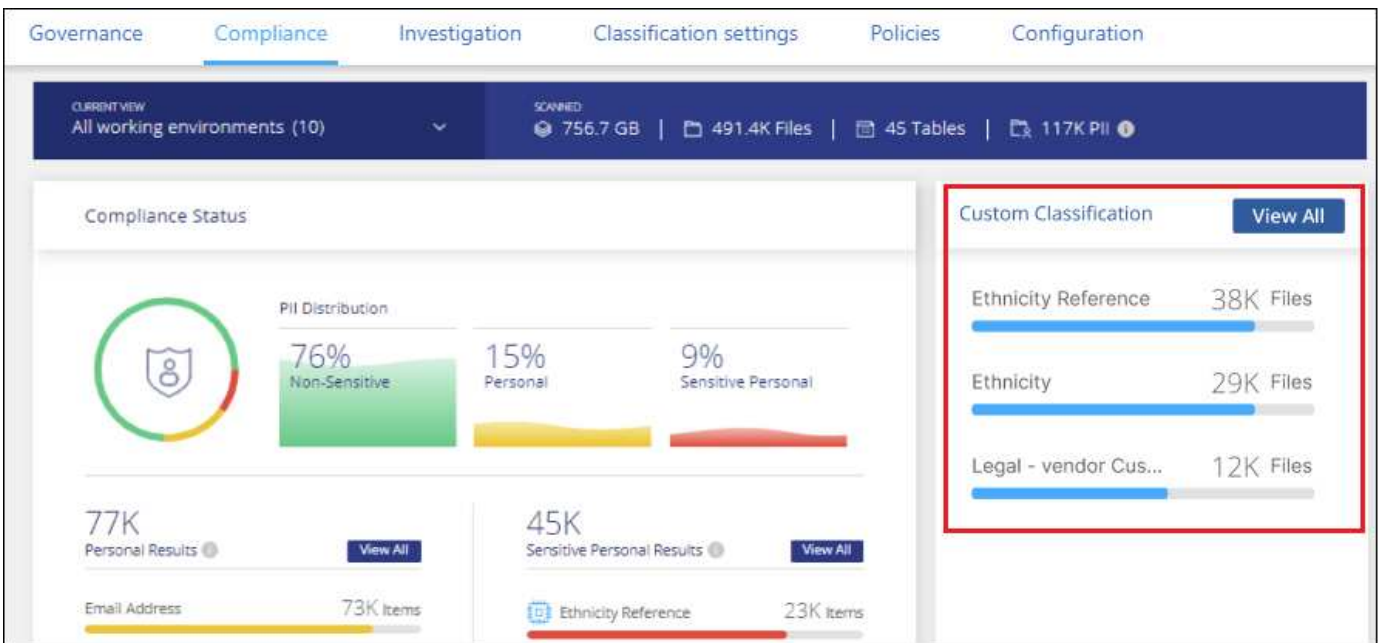 Governance Compliance Investigation Classification settings Policies Configuration
CURRENT VIEW
All working environments (10)
SCANNED
756.7 GB | 491.4K Files | 45 Tables | 117K PII
Compliance Status
PII Distribution
76%
Non-Sensitive
15%
Personal
9%
Sensitive Personal
77K
Personal Results View All
Email Address 73K Items
45K
Sensitive Personal Results View All
Ethnicity Reference 23K Items
Custom Classification View All
Ethnicity Reference 38K Files
Ethnicity 29K Files
Legal - vendor Cus... 12K Files